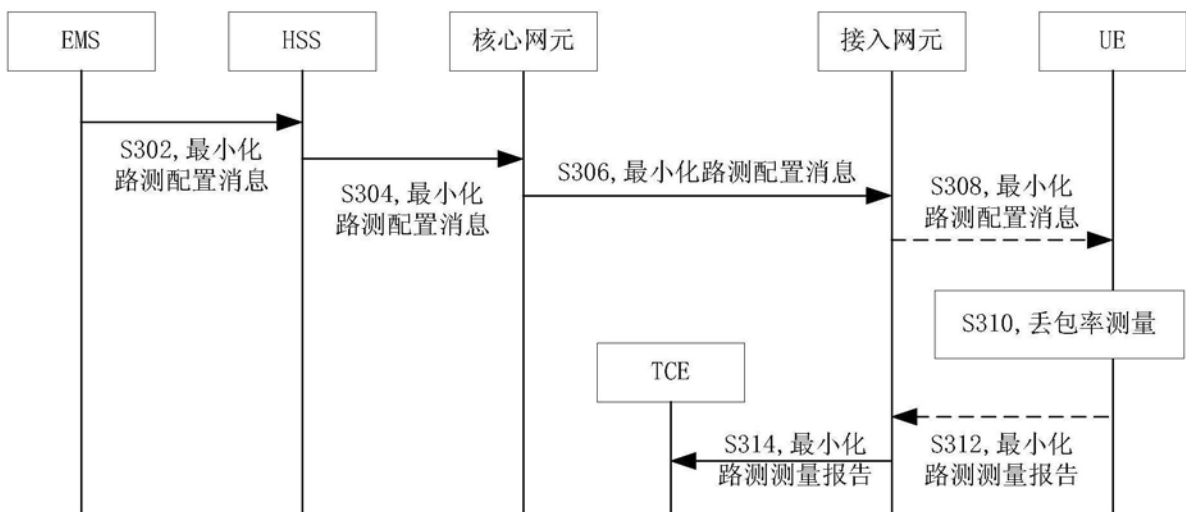 EMS
HSS
核心网元
接入网元
UE
S302,最小化
路测配置消息
S304,最小化
路测配置消息
S306,最小化路测配置消息
S308,最小化
路测配置消息
S310,丢包率测量
TCE
S314,最小化
路测测量报告
S312,最小化
路测测量报告